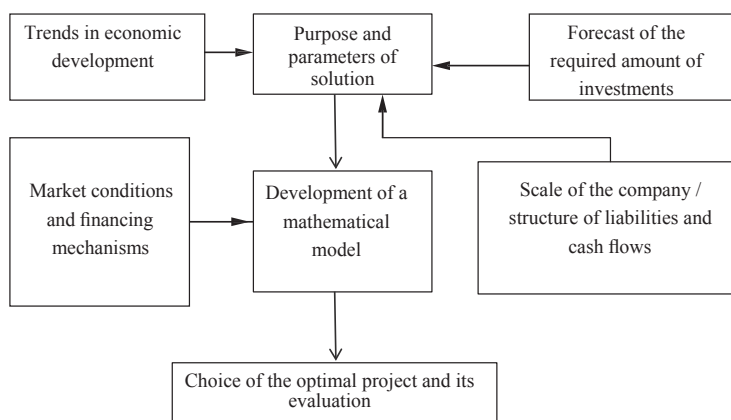 Trends in economic
development
Purpose and
parameters of
solution
Forecast of the
required amount of
investments
Market conditions
and financing
mechanisms
Development of a
mathematical
model
Scale of the company /
structure of liabilities and
cash flows
Choice of the optimal project and its
evaluation